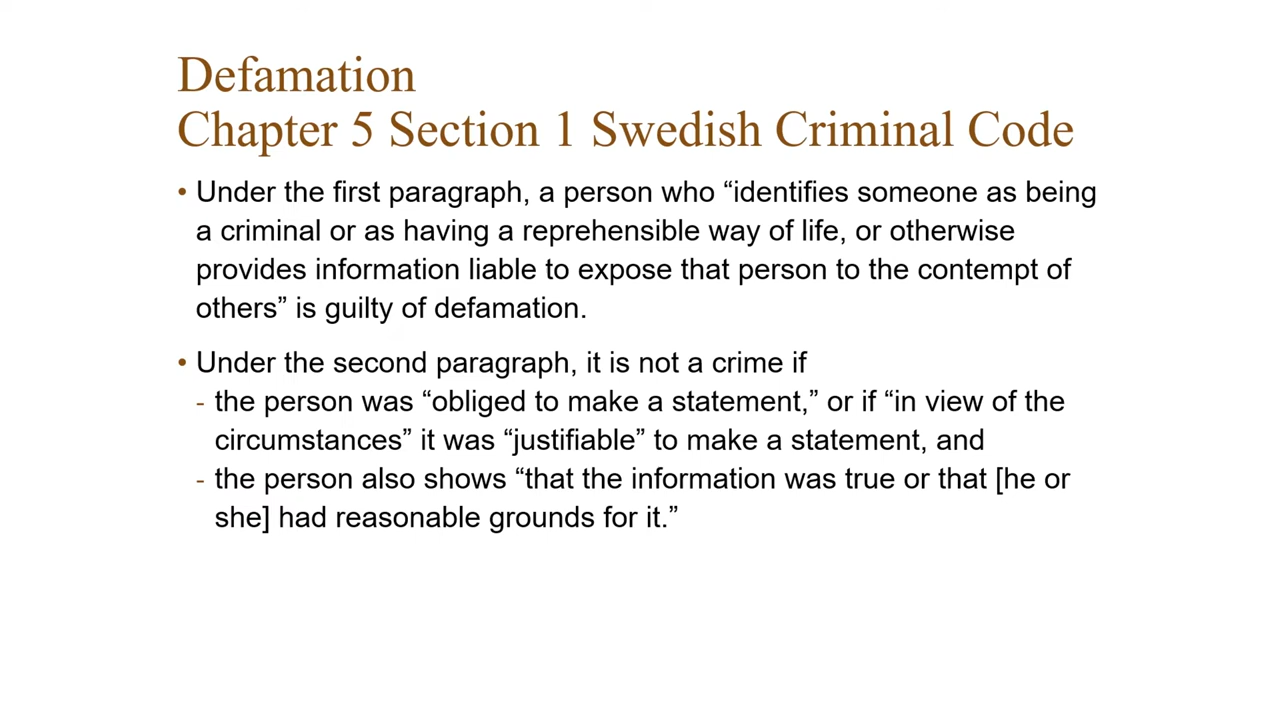 Defamation
Chapter 5 Section 1 Swedish Criminal Code
• Under the first paragraph, a person who “identifies someone as being
a criminal or as having a reprehensible way of life, or otherwise
provides information liable to expose that person to the contempt of
others” is guilty of defamation.
• Under the second paragraph, it is not a crime if
- the person was “obliged to make a statement,” or if “in view of the
circumstances” it was “justifiable” to make a statement, and
- the person also shows “that the information was true or that [he or
she] had reasonable grounds for it.”